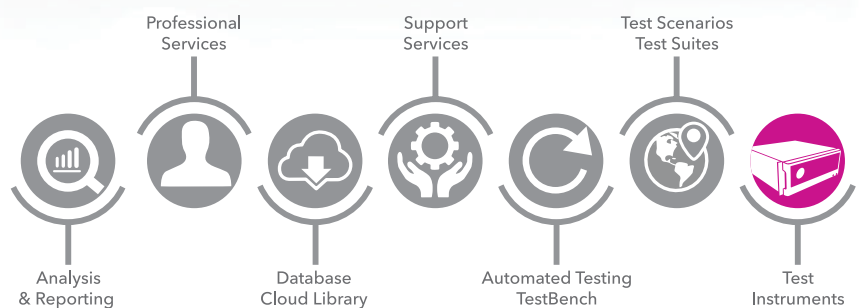 Professional
Services
Support
Services
Test Scenarios
Test Suites
Analysis
& Reporting
Database
Cloud Library
Automated Testing
TestBench
Test
Instruments